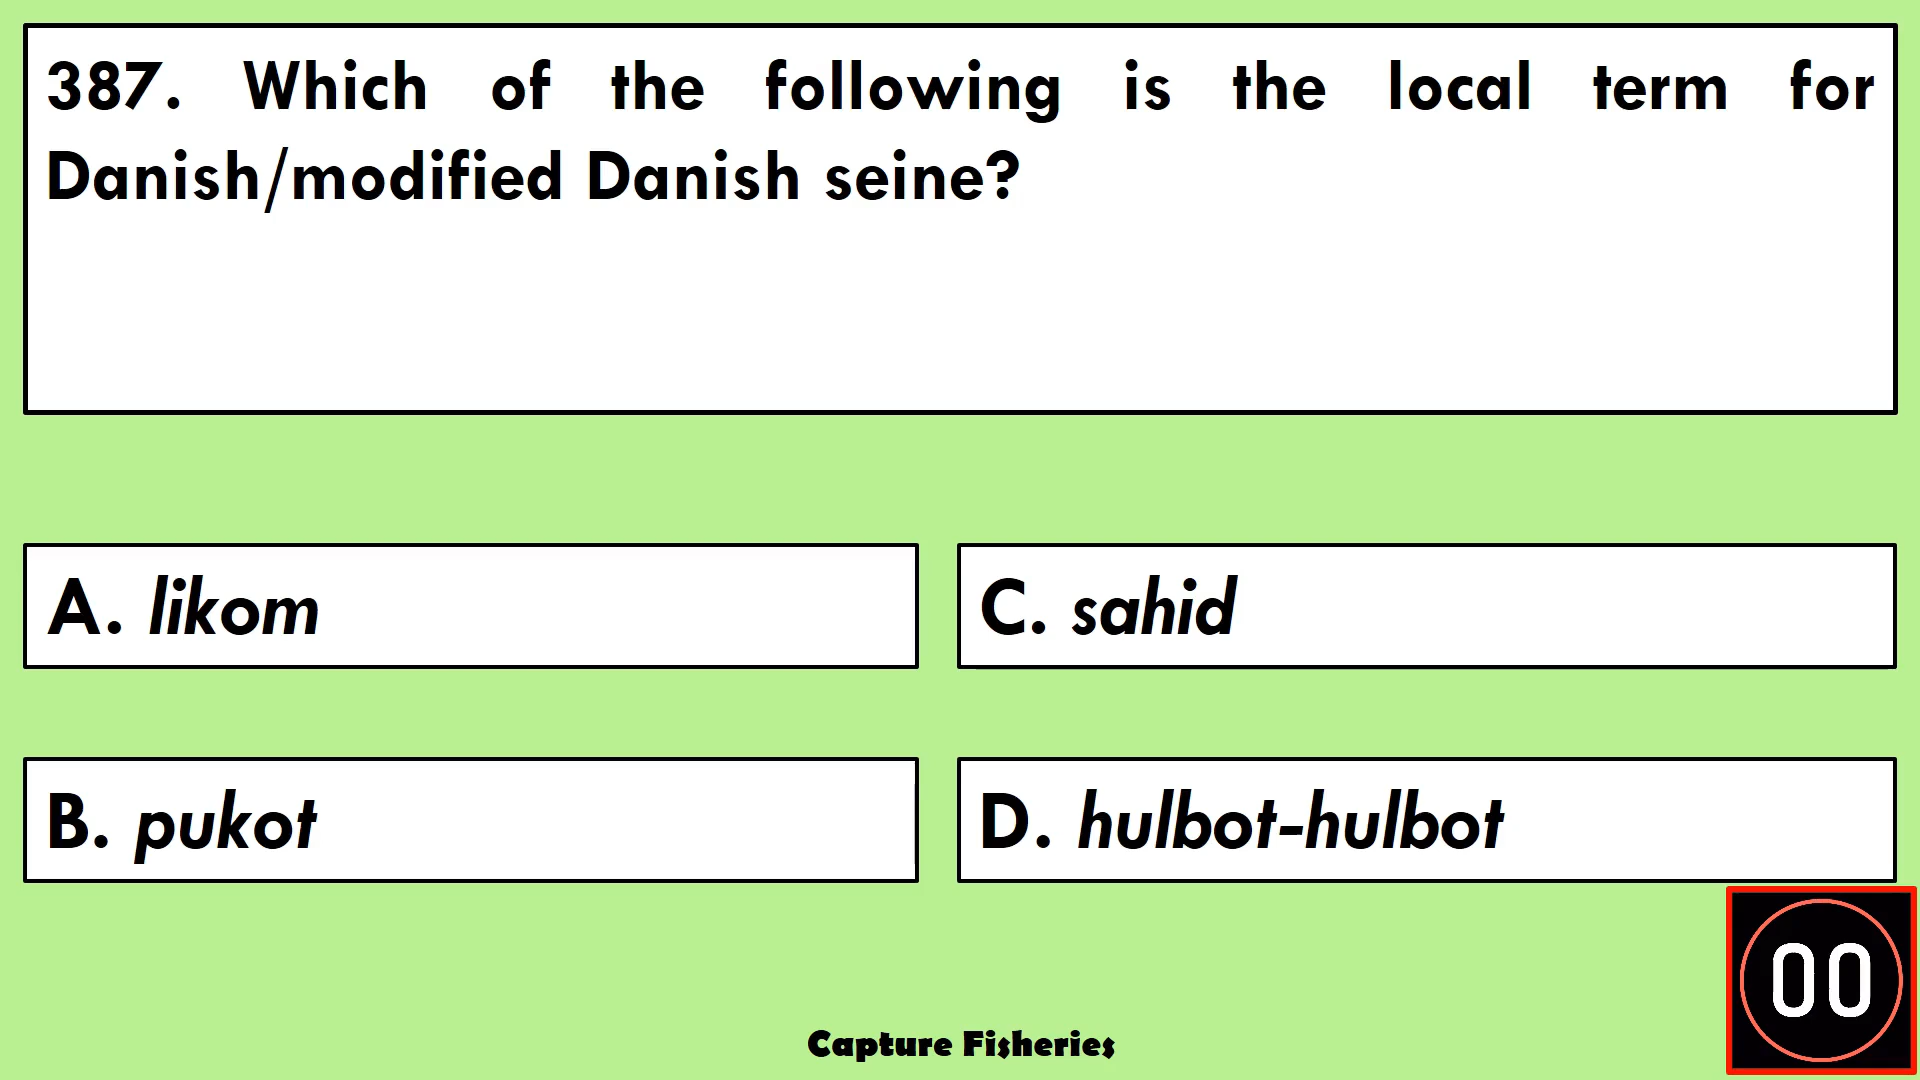 387. Which of the following is the local term for
Danish/modified Danish seine?
A. likom
C. sahid
B. pukot
D. hulbot-hulbot
00
Capture Fisheries